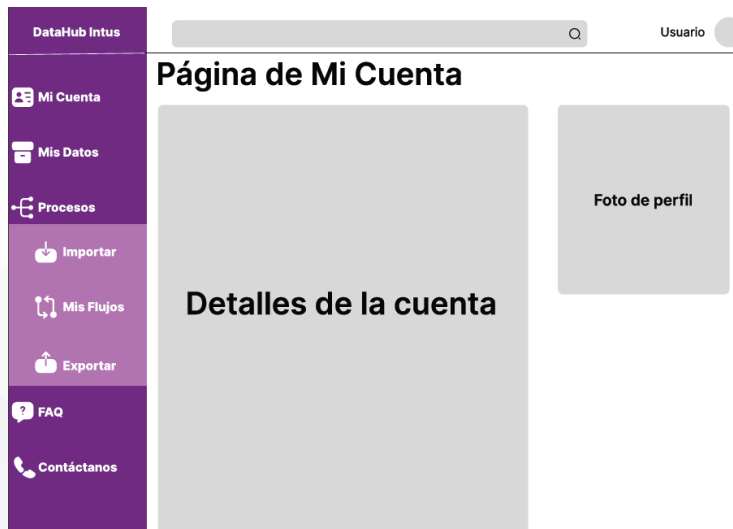 DataHub Intus
Usuario
Página de Mi Cuenta
Mi Cuenta
Mis Datos
Procesos
Importar
Mis Flujos
Exportar
FAQ
Contáctanos
Detalles de la cuenta
Foto de perfil